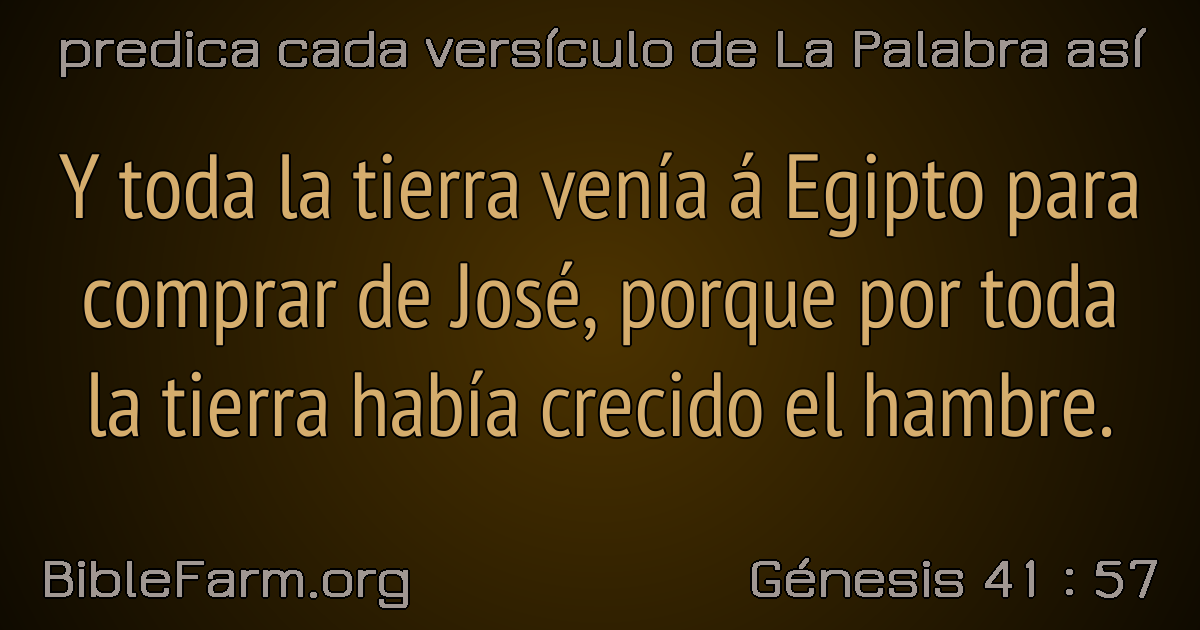 predica cada versículo de La Palabra así
Y toda la tierra venía á Egipto para
comprar de José, porque por toda
la tierra había crecido el hambre.
BibleFarm.org
Génesis 41 : 57